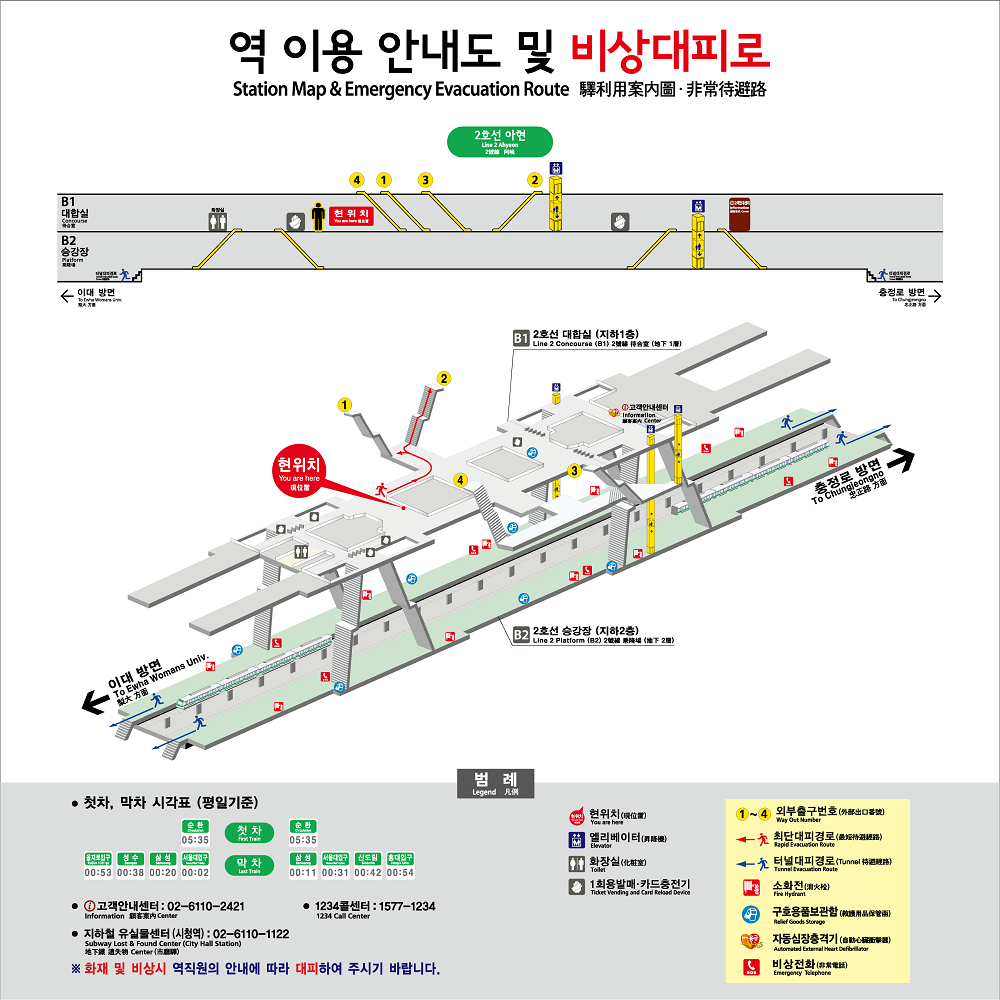 역 이용 안내도 및 비상대피로
Station Map & Emergency Evacuation Route 驛利用案內圖·非常待避路
2호선 아현
Line 2 Ahyeon
2號線 阿峴
4 1 3 2
B1
대합실
Concourse
待合室
화장실
현 위 치
You are here 現位置
Information
B2
승강장
Platform
乘降場
터널대피경로
터널대피경로
이대 방면
To Ewha Womans Univ.
梨大 方面
충정로 방면
To Chungjeongno
忠正路 方面
B1 2호선 대합실 (지하1층)
Line 2 Concourse (B1) 2號線 待合室 (地下 1層)
2
1
고객안내센터
Information
顧客案內 Center
현위치
You are here
現位置
4
3
충정로 방면
To Chungjeongno
忠正路 方面
B2 2호선 승강장 (지하2층)
Line 2 Platform (B2) 2號線 乘降場 (地下 2層)
이대 방면
To Ewha Womans Univ.
梨大 方面
범 례
Legend 凡例
• 첫차, 막차 시각표 (평일기준)
순 환
Circulation
05:35
첫 차
First Train
순 환
Circulation
05:35
을지로입구 성 수 삼 성 서울대입구
00:53 00:38 00:20 00:02
막 차
Last Train
삼 성 서울대입구 신도림 홍대입구
00:11 00:31 00:42 00:54
• 고객안내센터 : 02-6110-2421
Information 顧客案內 Center
• 1234콜센터 : 1577-1234
1234 Call Center
• 지하철 유실물센터 (시청역) : 02-6110-1122
Subway Lost & Found Center (City Hall Station)
地下鐵 遺失物 Center (市廳驛)
※ 화재 및 비상시 역직원의 안내에 따라 대피하여 주시기 바랍니다.
현위치(現位置)
You are here
엘리베이터(昇降機)
Elevator
화장실(化粧室)
Toilet
1회용발매·카드충전기
Ticket Vending and Card Reload Device
1~4 외부출구번호(外部出口番號)
Way Out Number
최단대피경로(最短待避經路)
Rapid Evacuation Route
터널대피경로(Tunnel 待避經路)
Tunnel Evacuation Route
소화전(消火栓)
Fire Hydrant
구호용품보관함(救護用品保管函)
Relief Goods Storage
자동심장충격기(自動心臟衝擊器)
Automated External Heart Defibrillator
SOS
비상전화(非常電話)
Emergency Telephone